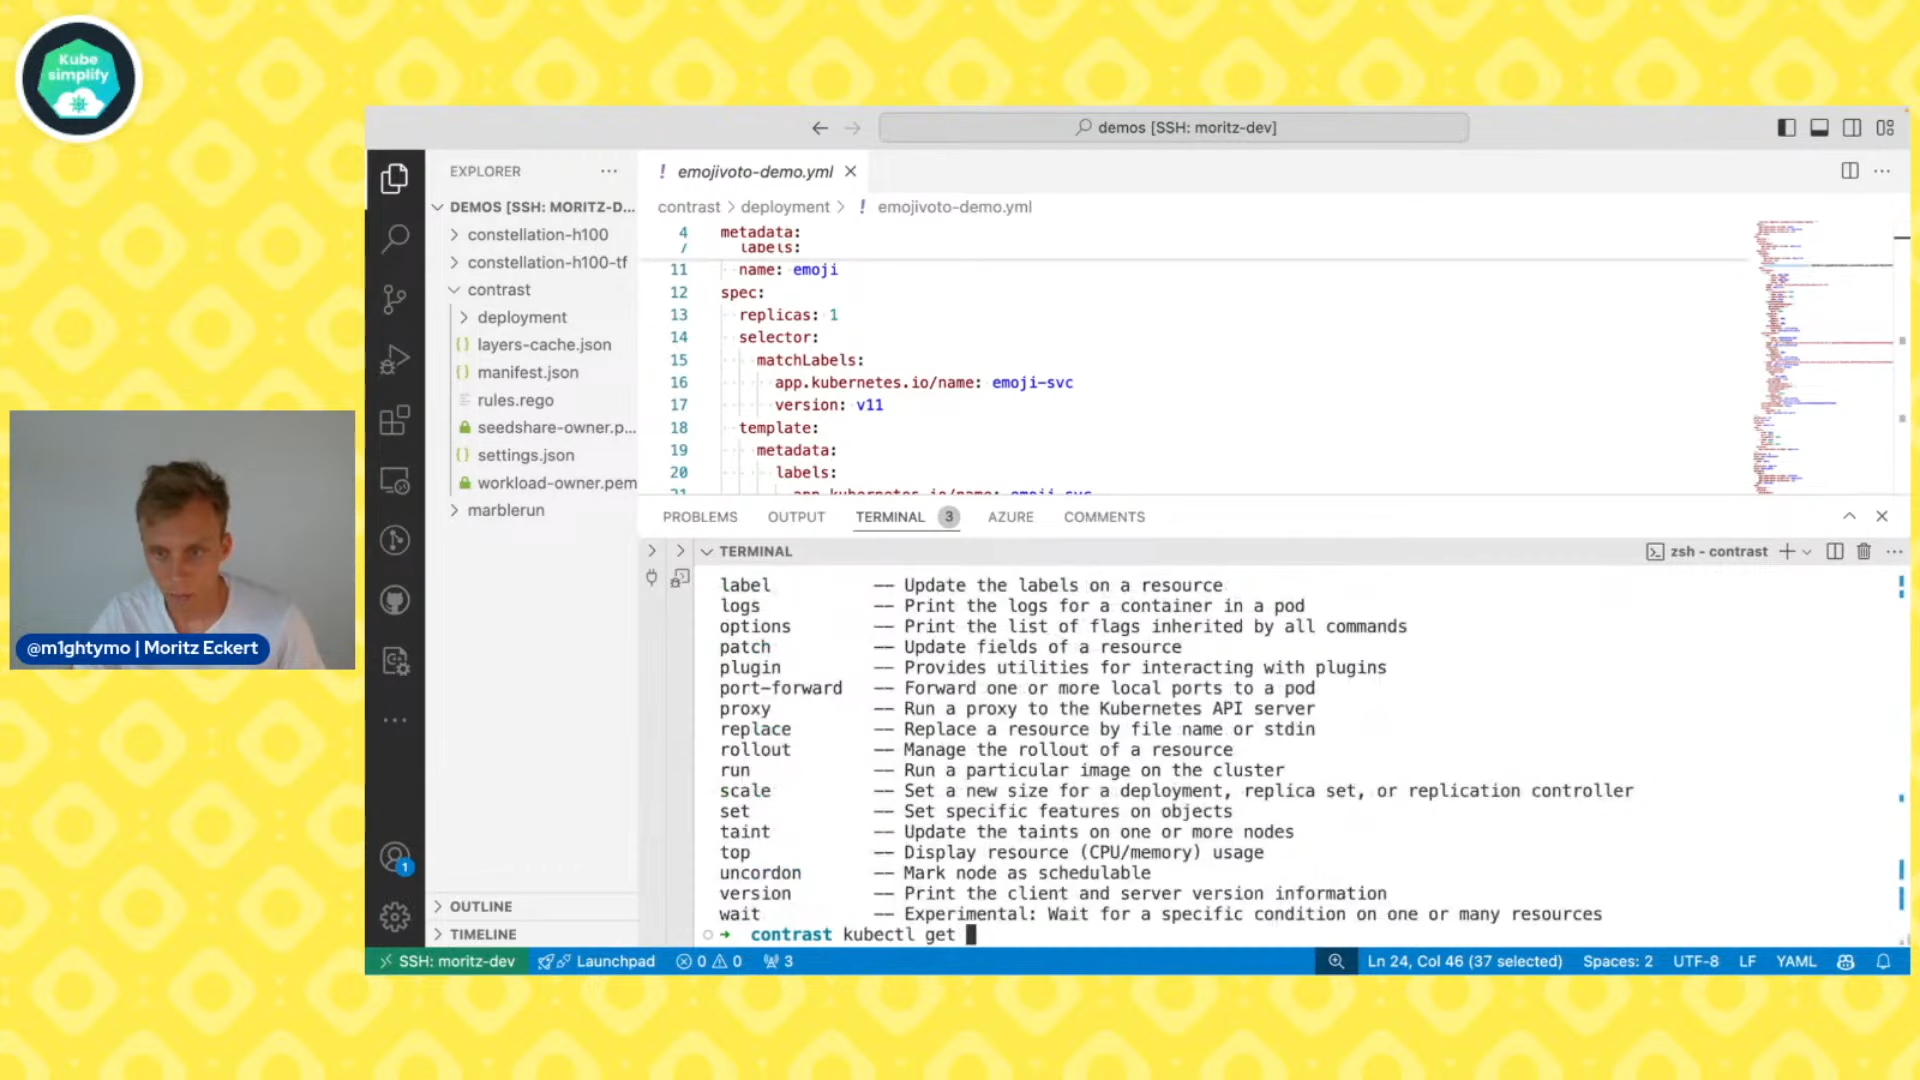 Kube
simplify
demos [SSH: moritz-dev]
EXPLORER
emojivoto-demo.yml
DEMOS [SSH: MORITZ-D...
constellation-h100
constellation-h100-tf
contrast
deployment
layers-cache.json
manifest.json
rules.rego
seedshare-owner.p...
settings.json
workload-owner.pem
marblerun
OUTLINE
TIMELINE
contrast > deployment > ! emojivoto-demo.yml
4 metadata:
7 labels:
11 name: emoji
12 spec:
13 replicas: 1
14 selector:
15 matchLabels:
16 app.kubernetes.io/name: emoji-svc
17 version: v11
18 template:
19 metadata:
20 labels:
21 app.kubernetes.io/name: emoji-svc
PROBLEMS OUTPUT TERMINAL 3 AZURE COMMENTS
TERMINAL
zsh - contrast
label -- Update the labels on a resource
logs -- Print the logs for a container in a pod
options -- Print the list of flags inherited by all commands
patch -- Update fields of a resource
plugin -- Provides utilities for interacting with plugins
port-forward -- Forward one or more local ports to a pod
proxy -- Run a proxy to the Kubernetes API server
replace -- Replace a resource by file name or stdin
rollout -- Manage the rollout of a resource
run -- Run a particular image on the cluster
scale -- Set a new size for a deployment, replica set, or replication controller
set -- Set specific features on objects
taint -- Update the taints on one or more nodes
top -- Display resource (CPU/memory) usage
uncordon -- Mark node as schedulable
version -- Print the client and server version information
wait -- Experimental: Wait for a specific condition on one or many resources
→ contrast kubectl get
1
SSH: moritz-dev Launchpad 0 0 3 Ln 24, Col 46 (37 selected) Spaces: 2 UTF-8 LF YAML
@m1ghtymo | Moritz Eckert